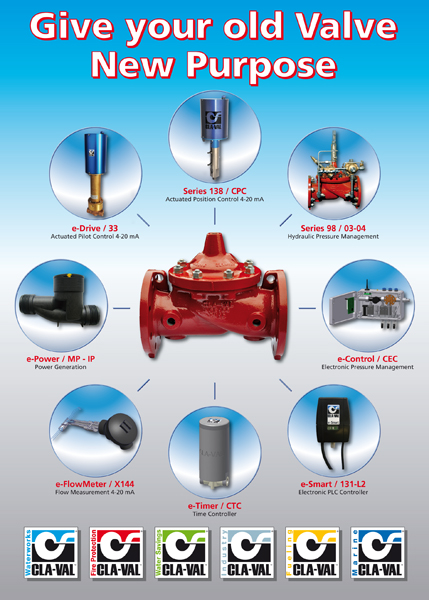 Give your old Valve
New Purpose
CLA-VAL
Series 138 / CPC
Actuated Position Control 4-20 mA
CLA-VAL
e-Drive / 33
Actuated Pilot Control 4-20 mA
Series 98 / 03-04
Hydraulic Pressure Management
e-Power / MP - IP
Power Generation
e-Control / CEC
Electronic Pressure Management
e-FlowMeter / X144
Flow Measurement 4-20 mA
e-Timer / CTC
Time Controller
e-Smart / 131-L2
Electronic PLC Controller
Waterworks
CLA-VAL
Fire Protection
CLA-VAL
Water Savings
CLA-VAL
Industry
CLA-VAL
Fueling
CLA-VAL
Marine
CLA-VAL